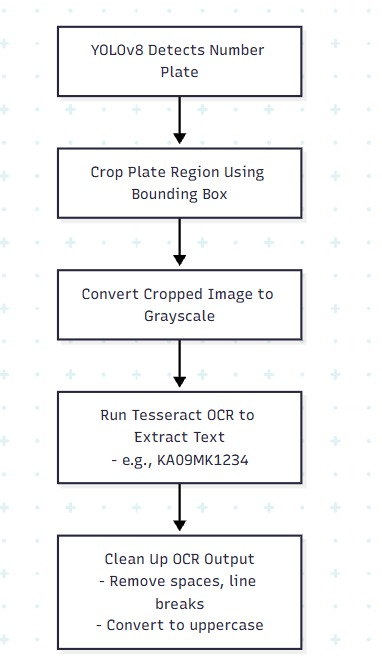 YOLOv8 Detects Number
Plate
Crop Plate Region Using
Bounding Box
Convert Cropped Image to
Grayscale
Run Tesseract OCR to
Extract Text
- e.g., KA09MK1234
Clean Up OCR Output
- Remove spaces, line
breaks
- Convert to uppercase